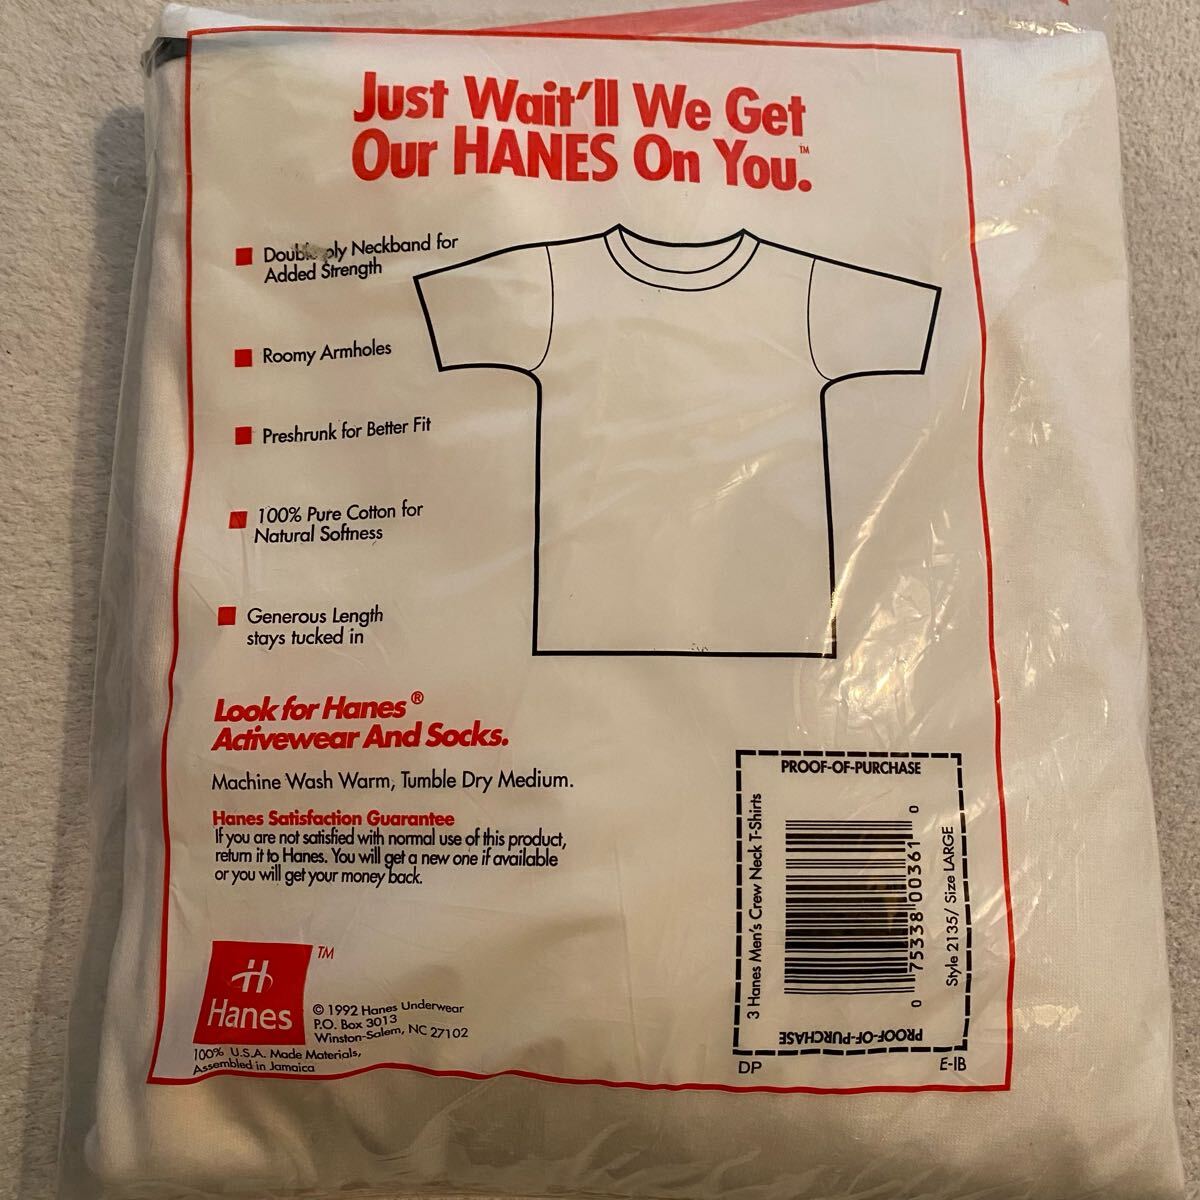 Just Wait'll We Get
Our HANES On You.™
Double-ply Neckband for
Added Strength
Roomy Armholes
Preshrunk for Better Fit
100% Pure Cotton for
Natural Softness
Generous Length
stays tucked in
Look for Hanes®
Activewear And Socks.
Machine Wash Warm, Tumble Dry Medium.
Hanes Satisfaction Guarantee
If you are not satisfied with normal use of this product,
return it to Hanes. You will get a new one if available
or you will get your money back.
H
Hanes
TM
© 1992 Hanes Underwear
P.O. Box 3013
Winston-Salem, NC 27102
100% U.S.A. Made Materials,
Assembled in Jamaica
PROOF-OF-PURCHASE
3 Hanes Men's Crew Neck T-Shirts
0 75338 00361 0
Style 2135/ Size LARGE
PROOF-OF-PURCHASE
DP
E-IB